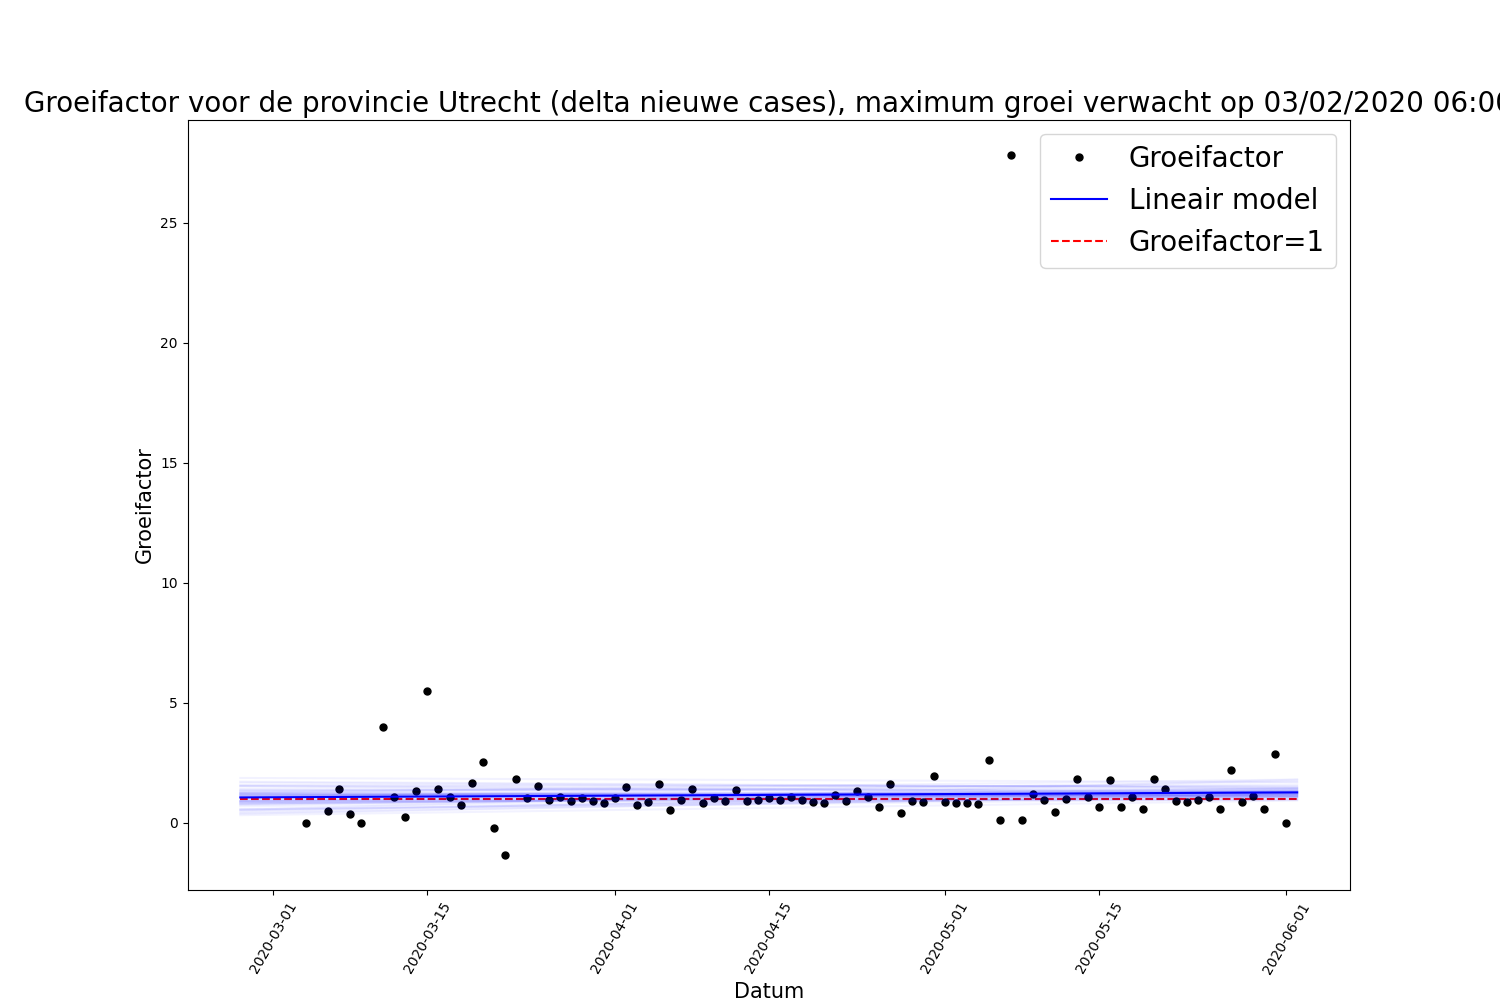 Groeifactor voor de provincie Utrecht (delta nieuwe cases), maximum groei verwacht op 03/02/2020 06:00
Groeifactor
Lineair model
Groeifactor=1
25
20
15
10
5
0
Groeifactor
2020-03-01
2020-03-15
2020-04-01
2020-04-15
2020-05-01
2020-05-15
2020-06-01
Datum